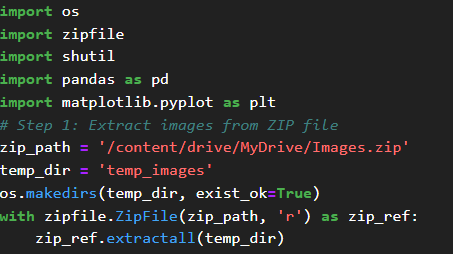 import os
import zipfile
import shutil
import pandas as pd
import matplotlib.pyplot as plt
# Step 1: Extract images from ZIP file
zip_path = '/content/drive/MyDrive/Images.zip'
temp_dir = 'temp_images'
os.makedirs(temp_dir, exist_ok=True)
with zipfile.ZipFile(zip_path, 'r') as zip_ref:
    zip_ref.extractall(temp_dir)